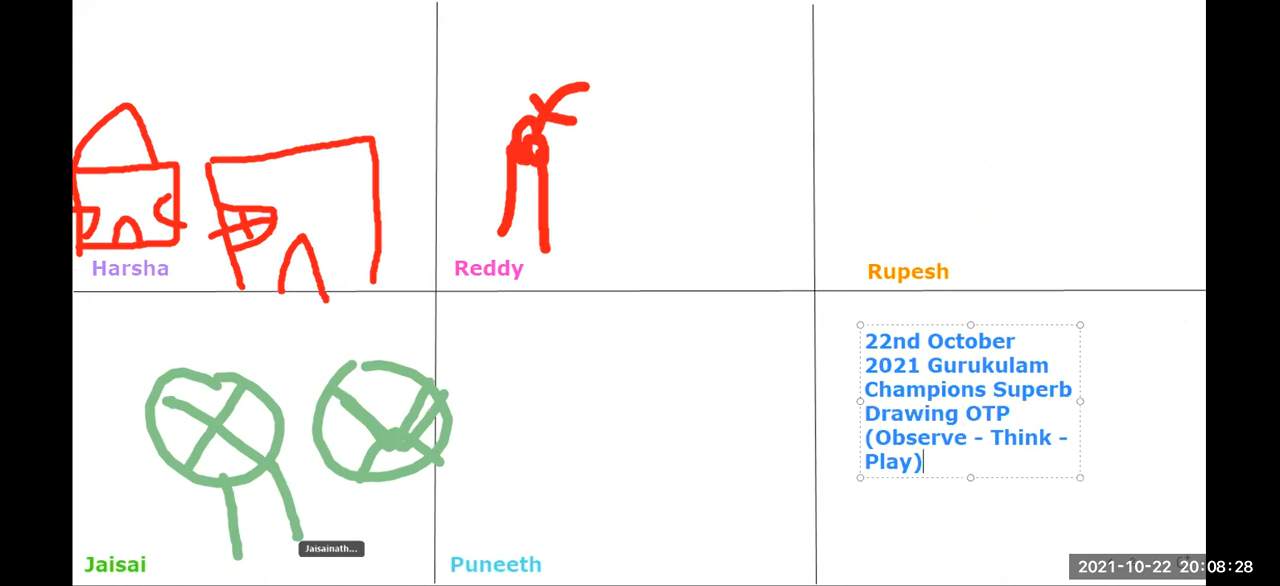 Harsha
Reddy
Rupesh
22nd October
2021 Gurukulam
Champions Superb
Drawing OTP
(Observe - Think -
Play)
Jaisainath...
Jaisai
Puneeth
2021-10-22 20:08:28